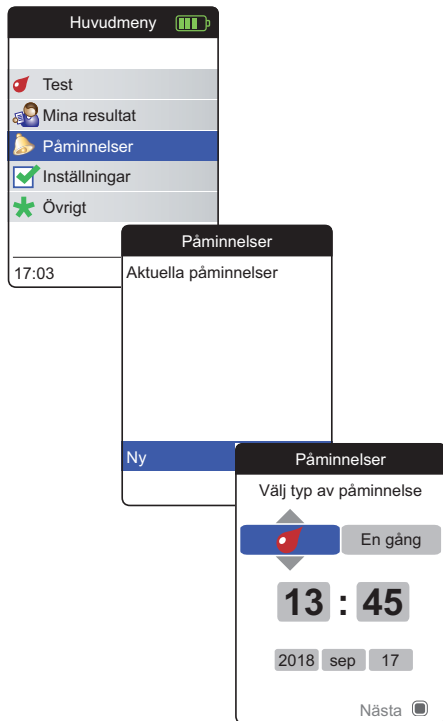 Huvudmeny
Test
Mina resultat
Påminnelser
Inställningar
Övrigt
17:03
Påminnelser
Aktuella påminnelser
Ny
Påminnelser
Välj typ av påminnelse
En gång
13 : 45
2018 sep 17
Nästa